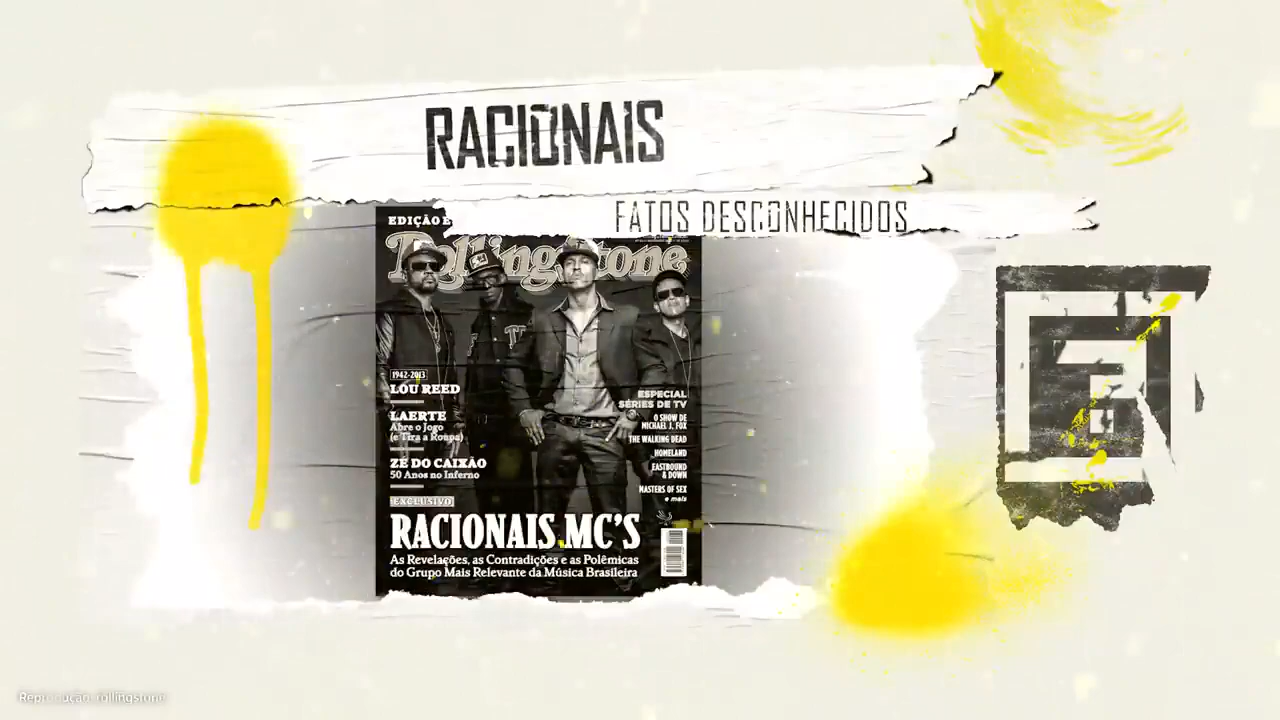 RACIONAIS
FATOS DESCONHECIDOS
EDIÇÃO E
RollingStone
1942-2013
LOU REED
LAERTE
Abre o Jogo
(e Tira a Roupa)
ZÉ DO CAIXÃO
50 Anos no Inferno
ESPECIAL
SÉRIES DE TV
O SHOW DE
MICHAEL J. FOX
THE WALKING DEAD
HOMELAND
EASTBOUND
& DOWN
MASTERS OF SEX
e mais
EXCLUSIVO
RACIONAIS MC'S
As Revelações, as Contradições e as Polêmicas
do Grupo Mais Relevante da Música Brasileira
Reprodução: rollingstone